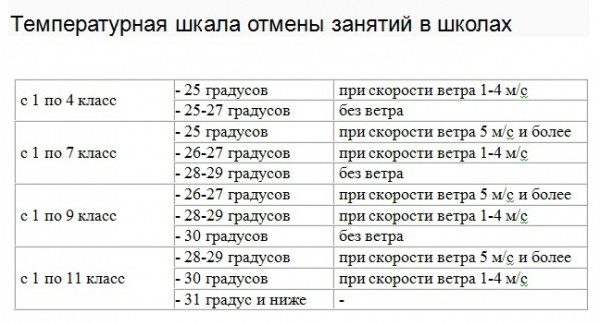 Температурная шкала отмены занятий в школах
с 1 по 4 класс
- 25 градусов при скорости ветра 1-4 м/с
- 25-27 градусов без ветра
с 1 по 7 класс
- 25 градусов при скорости ветра 5 м/с и более
- 26-27 градусов при скорости ветра 1-4 м/с
- 28-29 градусов без ветра
с 1 по 9 класс
- 26-27 градусов при скорости ветра 5 м/с и более
- 28-29 градусов при скорости ветра 1-4 м/с
- 30 градусов без ветра
с 1 по 11 класс
- 28-29 градусов при скорости ветра 5 м/с и более
- 30 градусов при скорости ветра 1-4 м/с
- 31 градус и ниже -